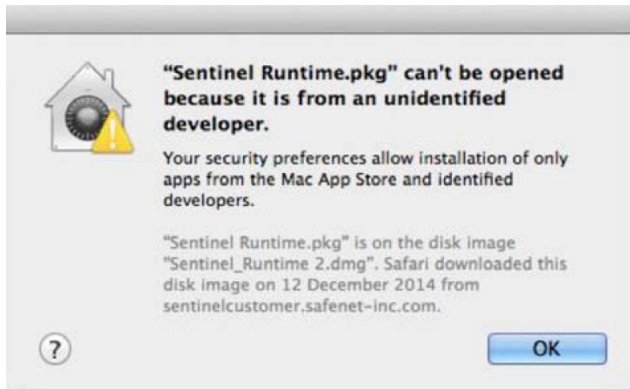 “Sentinel Runtime.pkg” can't be opened
because it is from an unidentified
developer.
Your security preferences allow installation of only
apps from the Mac App Store and identified
developers.
“Sentinel Runtime.pkg” is on the disk image
“Sentinel_Runtime 2.dmg”. Safari downloaded this
disk image on 12 December 2014 from
sentinelcustomer.safenet-inc.com.
?
OK